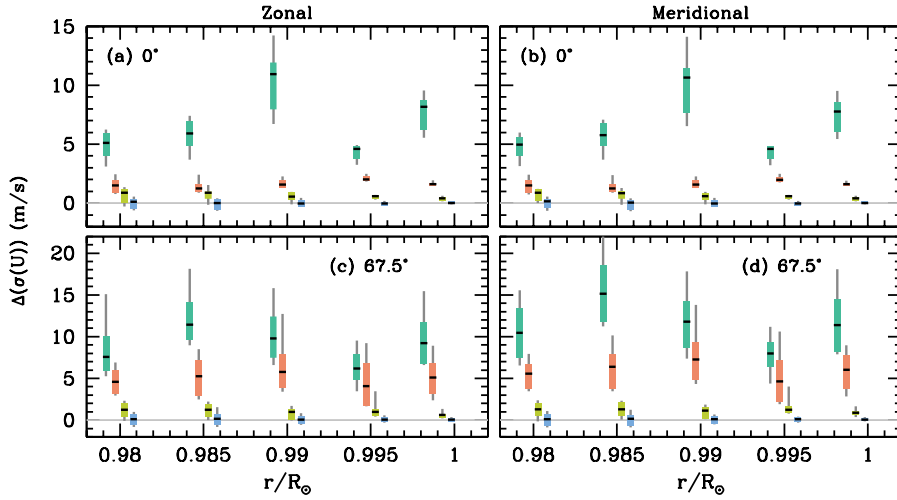 Zonal
Meridional
15
(a) 0°
(b) 0°
10
5
0
Δ(σ(U)) (m/s)
20
(c) 67.5°
(d) 67.5°
15
10
5
0
0.98 0.985 0.99 0.995 1
0.98 0.985 0.99 0.995 1
r/R☉
r/R☉